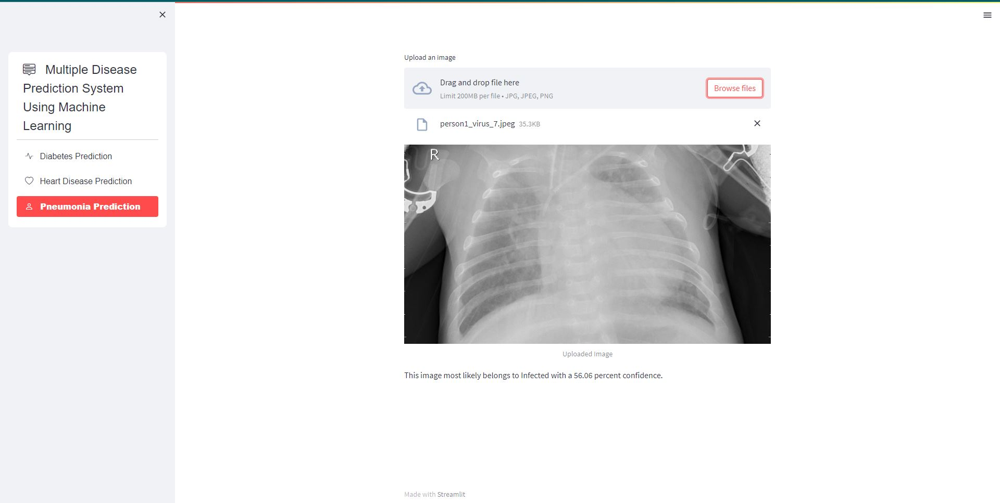 Multiple Disease
Prediction System
Using Machine
Learning
Diabetes Prediction
Heart Disease Prediction
Pneumonia Prediction
Upload an image
Drag and drop file here
Limit 200MB per file • JPG, JPEG, PNG
Browse files
person1_virus_7.jpeg 35.3KB
R
Uploaded Image
This image most likely belongs to Infected with a 56.06 percent confidence.
Made with Streamlit